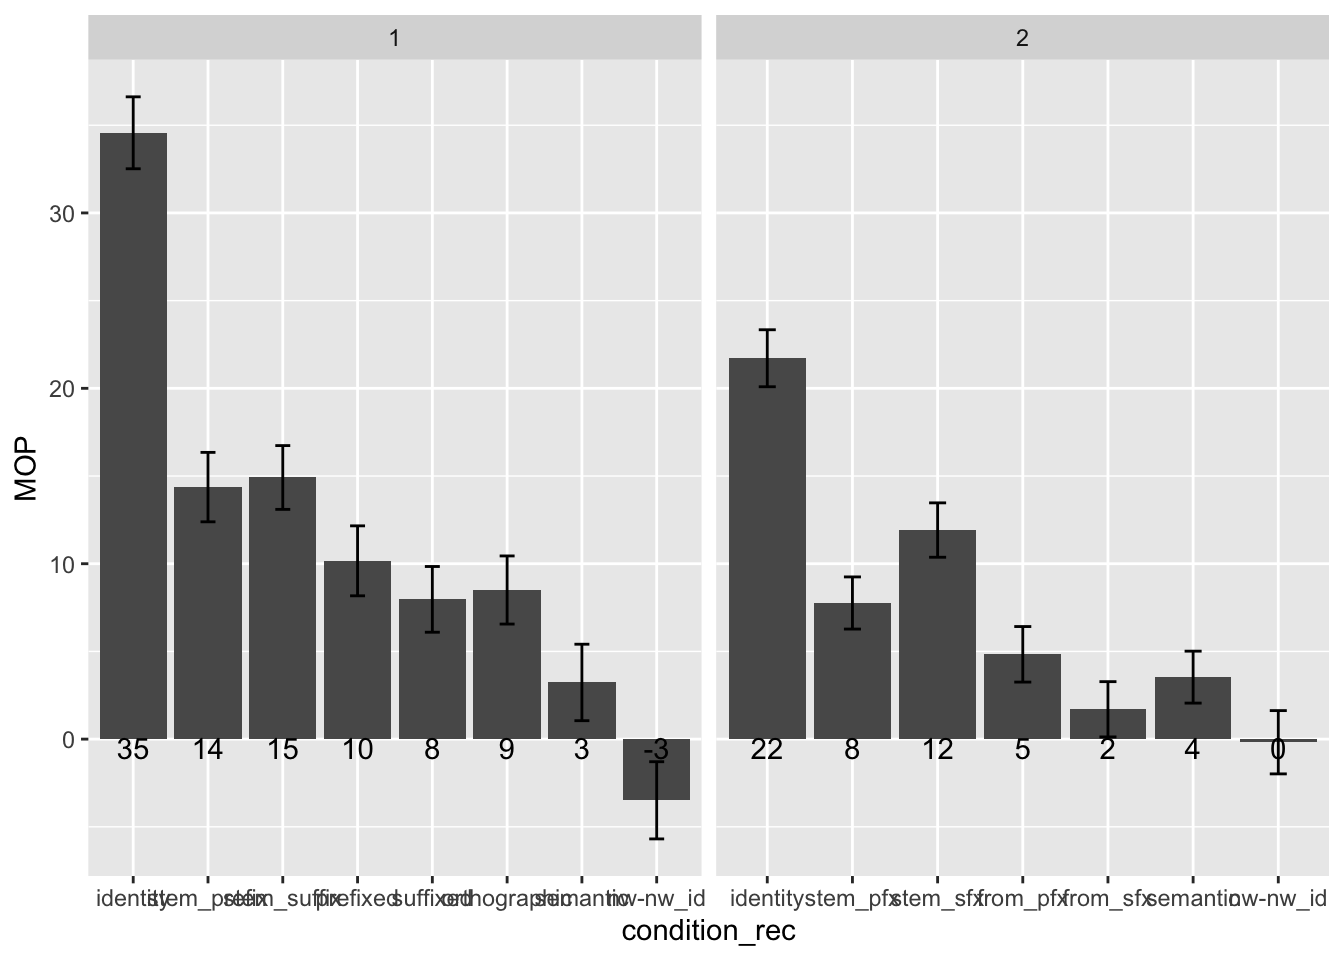 1 2
MOP
30
20
10
0
35 14 15 10 8 9 3 -3 22 8 12 5 2 4 0
identity stem_prefix stem_suffix prefixed suffixed orthographic semantic nw-nw_id identity stem_pfx stem_sfx from_pfx from_sfx semantic nw-nw_id
condition_rec